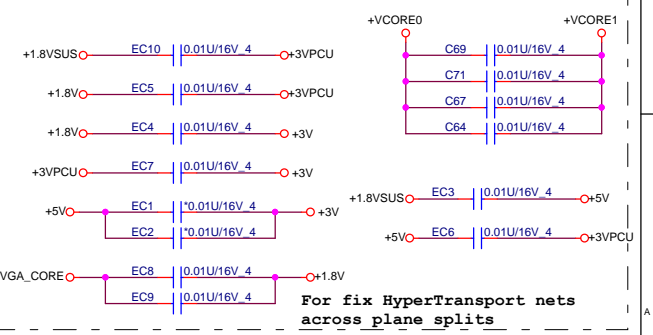 +VCORE0 +VCORE1
+1.8VSUS EC10 0.01U/16V_4 +3VPCU
C69 0.01U/16V_4
C71 0.01U/16V_4
+1.8V EC5 0.01U/16V_4 +3VPCU
C67 0.01U/16V_4
+1.8V EC4 0.01U/16V_4 +3V
C64 0.01U/16V_4
+3VPCU EC7 0.01U/16V_4 +3V
+1.8VSUS EC3 0.01U/16V_4 +5V
+5V EC1 *0.01U/16V_4 +3V
EC2 *0.01U/16V_4
+5V EC6 0.01U/16V_4 +3VPCU
VGA_CORE EC8 0.01U/16V_4 +1.8V
EC9 0.01U/16V_4
For fix HyperTransport nets
across plane splits
A